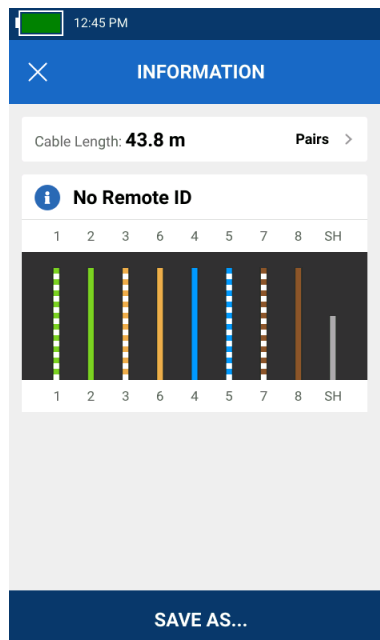 12:45 PM
INFORMATION
Cable Length: 43.8 m Pairs >
i No Remote ID
1 2 3 6 4 5 7 8 SH
1 2 3 6 4 5 7 8 SH
SAVE AS...